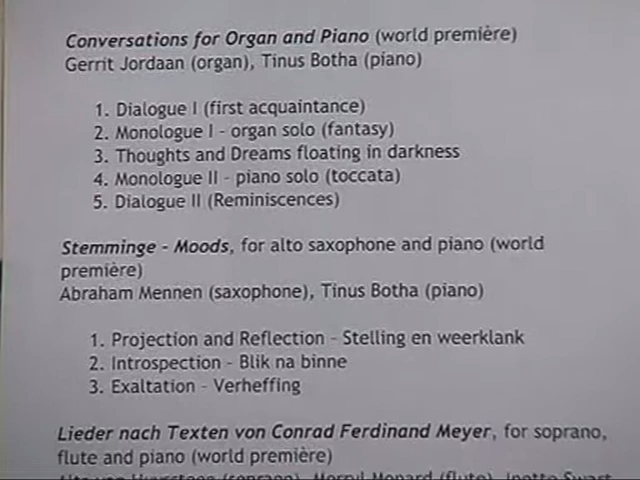 Conversations for Organ and Piano (world première)
Gerrit Jordaan (organ), Tinus Botha (piano)
1. Dialogue I (first acquaintance)
2. Monologue I - organ solo (fantasy)
3. Thoughts and Dreams floating in darkness
4. Monologue II - piano solo (toccata)
5. Dialogue II (Reminiscences)
Stemminge - Moods, for alto saxophone and piano (world
première)
Abraham Mennen (saxophone), Tinus Botha (piano)
1. Projection and Reflection - Stelling en weerklank
2. Introspection - Blik na binne
3. Exaltation - Verheffing
Lieder nach Texten von Conrad Ferdinand Meyer, for soprano,
flute and piano (world première)
(soprano), (flute),